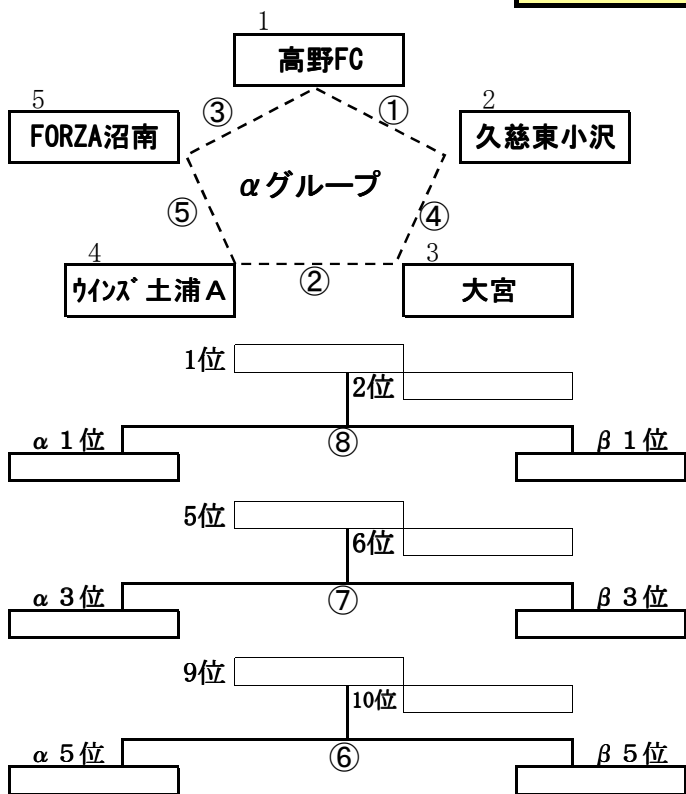 1
高野FC
5
③
①
2
FORZA沼南
久慈東小沢
αグループ
⑤
④
4
3
ｳｲﾝｽﾞ土浦Ａ
②
大宮
1位
2位
α１位
⑧
β１位
5位
6位
α３位
⑦
β３位
9位
10位
α５位
⑥
β５位